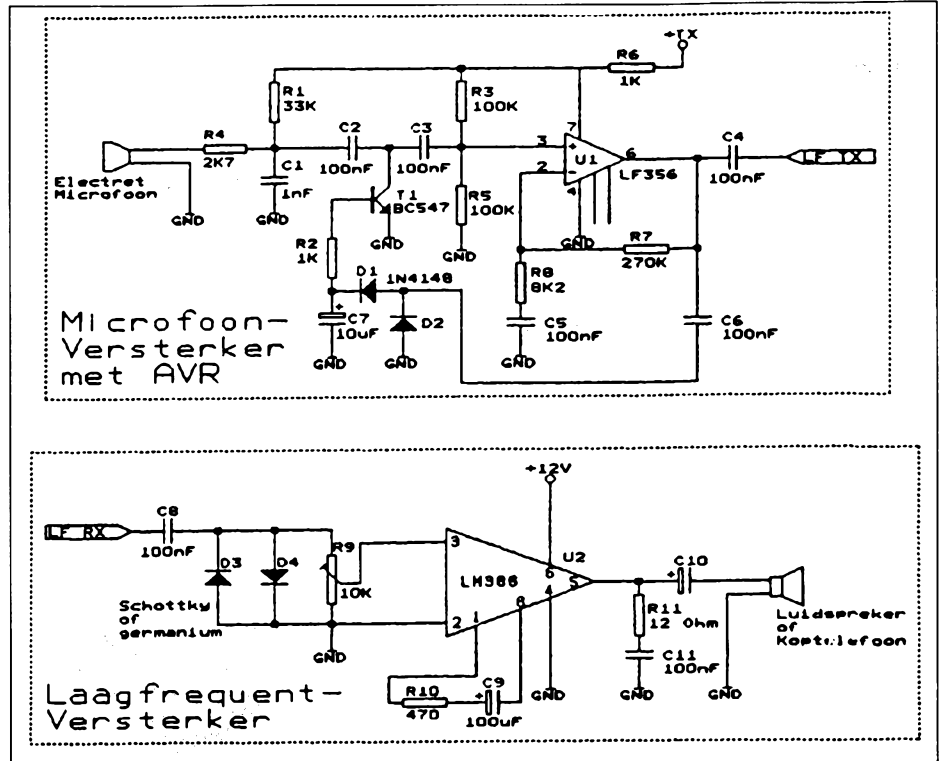 +TX
R6
1K
R1
33K
R3
100K
R4
2K7
C2
100nF
C3
100nF
3
2
7
4
6
+
-
U1
LF356
C4
100nF
LF TX
Electret
Microfoon
GND
C1
1nF
GND
T1
BC547
GND
R5
100K
GND
GND
R7
270K
R2
1K
D1
1N4148
R8
8K2
+
C7
10uF
GND
D2
GND
C5
100nF
GND
C6
100nF
Microfoon-
Versterker
met AVR
+12V
LF RX
C8
100nF
D3
D4
R9
10K
Schottky
of
germanium
GND
3
2
LM386
1
8
6
4
5
U2
R10
470
+
C9
100uF
GND
+
C10
R11
12 Ohm
C11
100nF
GND
GND
Luidspreker
of
Koptelefoon
Laagfrequent-
Versterker